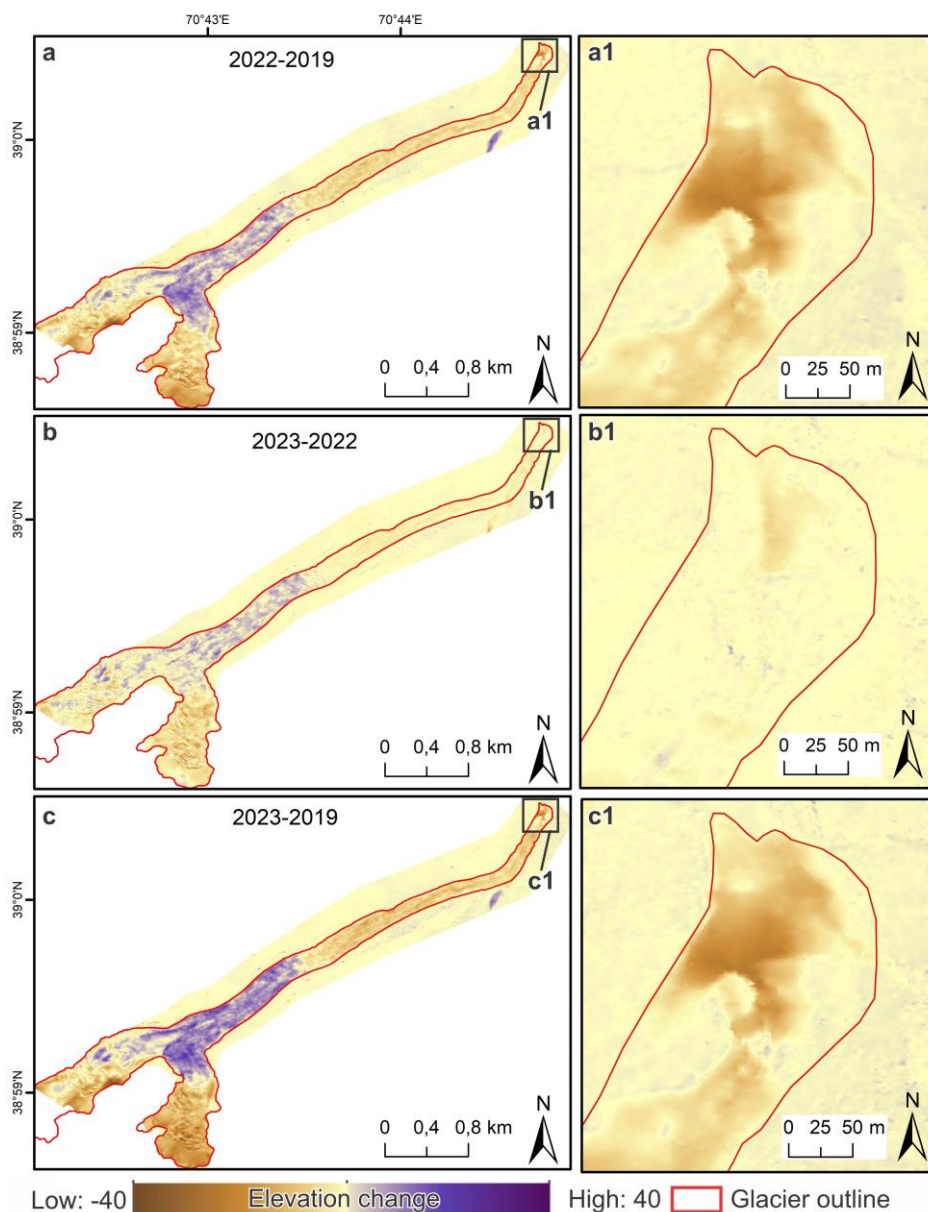 70°43'E 70°44'E
a 2022-2019 a1
39°0'N
a1
38°59'N
N
0 0,4 0,8 km
N
0 25 50 m
b 2023-2022 b1
39°0'N
b1
38°59'N
N
0 0,4 0,8 km
N
0 25 50 m
c 2023-2019 c1
39°0'N
c1
38°59'N
N
0 0,4 0,8 km
N
0 25 50 m
Low: -40 Elevation change High: 40 Glacier outline